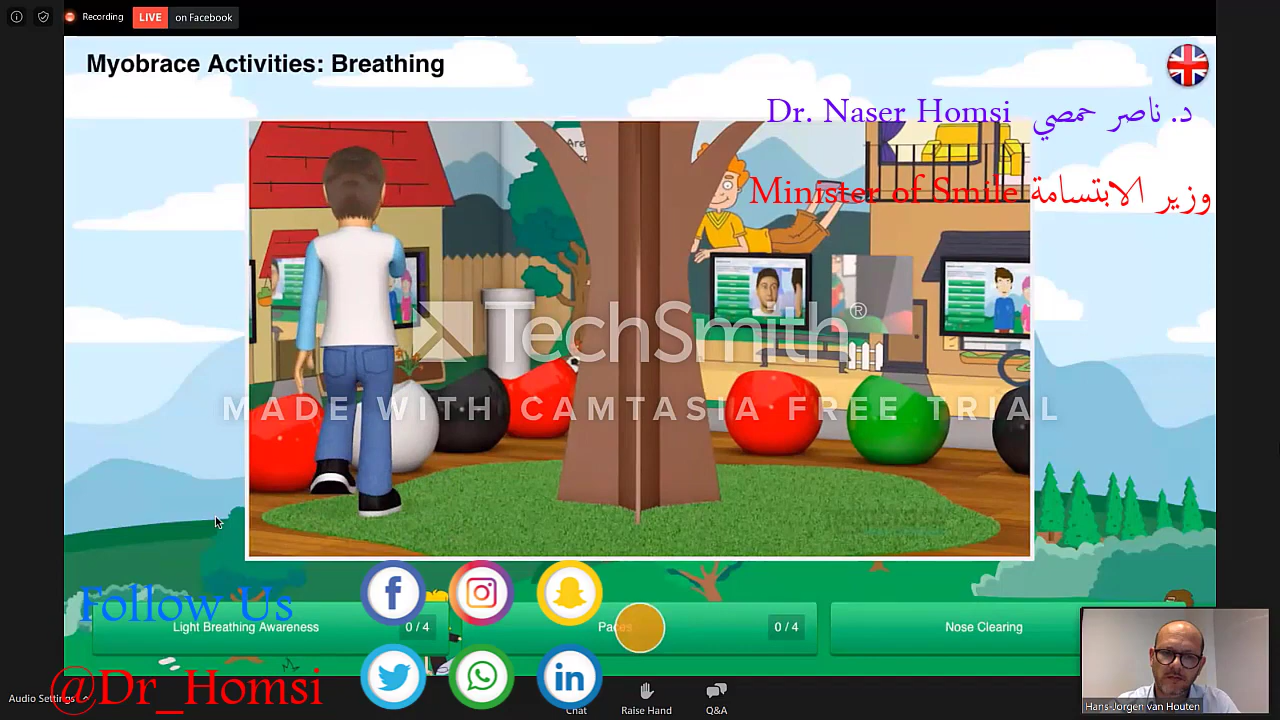 Recording
LIVE on Facebook
Myobrace Activities: Breathing
Dr. Naser Homsi د. ناصر حمصي
Minister of Smile وزير الابتسامة
TechSmith®
MADE WITH CAMTASIA FREE TRIAL
Follow Us
Light Breathing Awareness 0 / 4
Paces 0 / 4
Nose Clearing
@Dr_Homsi
Audio Settings
Chat
Raise Hand
Q&A
Hans-Jorgen van Houten